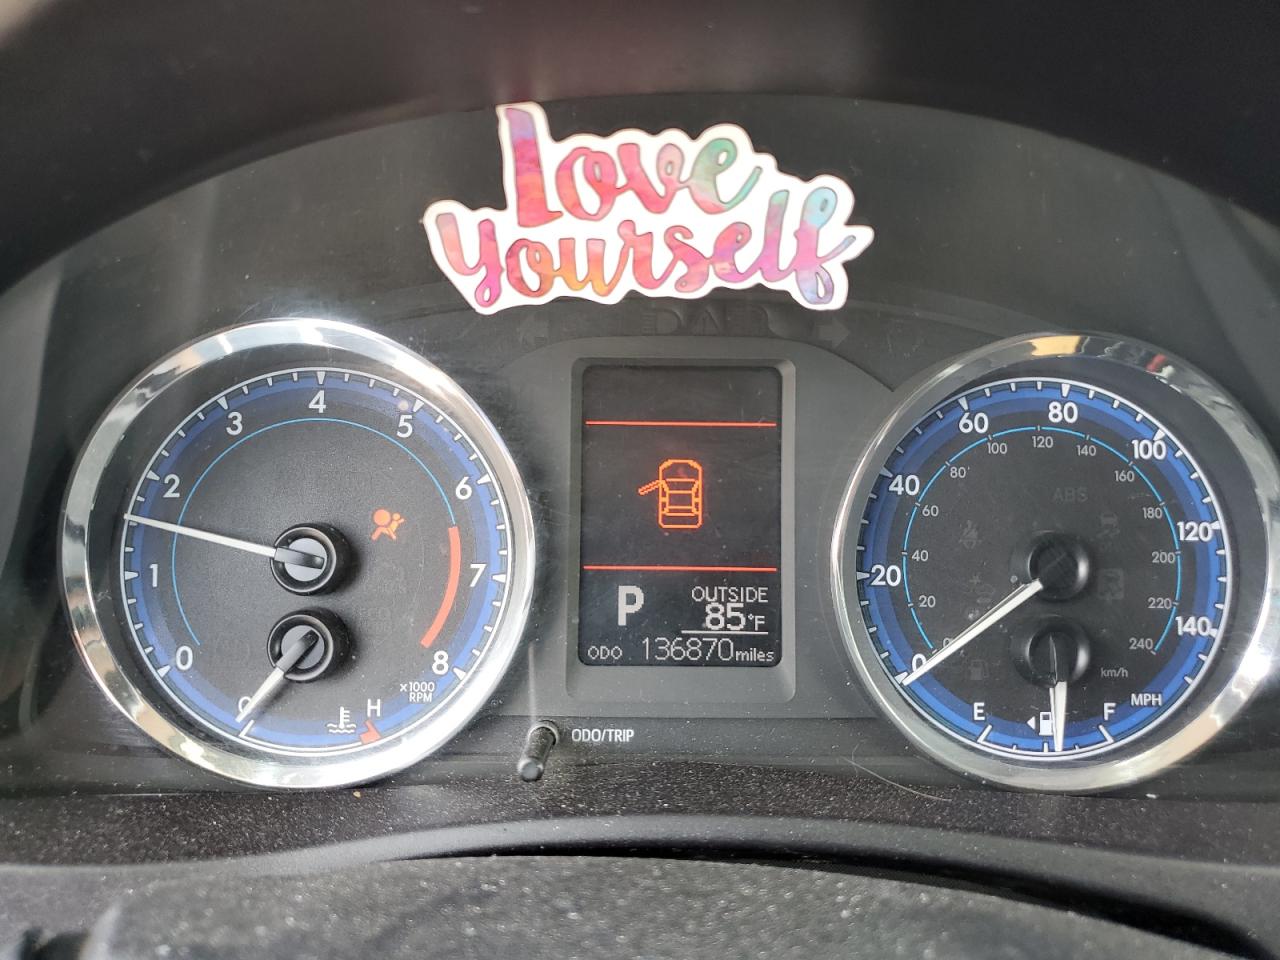 Love
Yourself
0 1 2 3 4 5 6 7 8
x1000
RPM
C H
OUTSIDE
P 85°F
ODO 136870 miles
ODO/TRIP
0 20 40 60 80 100 120 140
20 40 60 80 100 120 140 160 180 200 220 240
ABS
km/h
MPH
E F